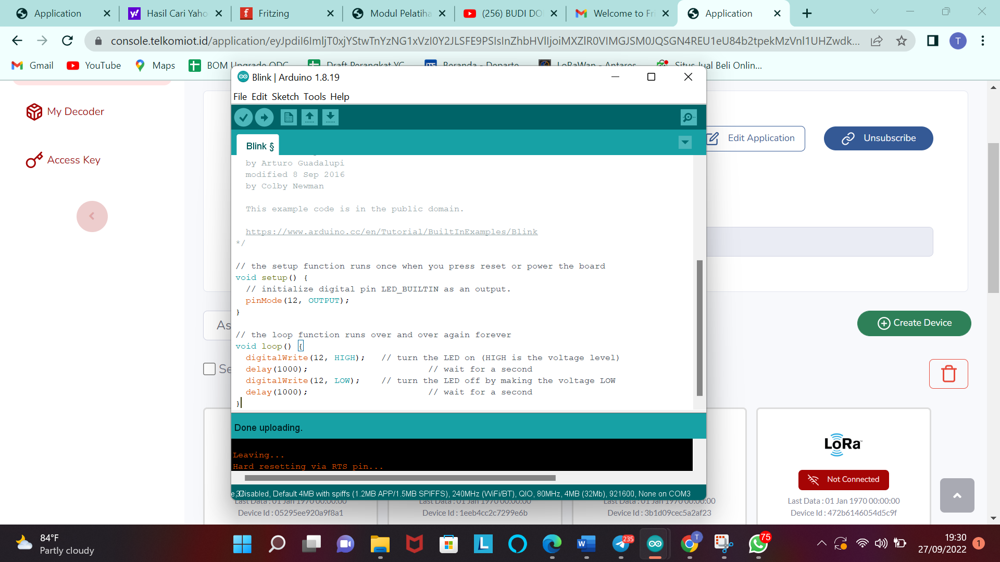 Application
Hasil Cari Yaho
Fritzing
Modul Pelatiha
(256) BUDI DO
Welcome to Fri
Application
console.telkomiot.id
T
Gmail
YouTube
Maps
BOM Upgrade ODC
Draft Perangkat YC
Beranda - Departe
LoRaWan - Antares
Situs Jual Beli Onlin...
Blink | Arduino 1.8.19
File Edit Sketch Tools Help
My Decoder
Access Key
Edit Application
Unsubscribe
Blink §
by Arturo Guadalupi
modified 8 Sep 2016
by Colby Newman
This example code is in the public domain.
https://www.arduino.cc/en/Tutorial/BuiltInExamples/Blink
*/
// the setup function runs once when you press reset or power the board
void setup() {
// initialize digital pin LED_BUILTIN as an output.
pinMode(12, OUTPUT);
}
// the loop function runs over and over again forever
void loop() {
digitalWrite(12, HIGH);   // turn the LED on (HIGH is the voltage level)
delay(1000);                       // wait for a second
digitalWrite(12, LOW);    // turn the LED off by making the voltage LOW
delay(1000);                       // wait for a second
}
As
Create Device
Se
Done uploading.
Leaving...
Hard resetting via RTS pin...
Disabled, Default 4MB with spiffs (1.2MB APP/1.5MB SPIFFS), 240MHz (WiFi/BT), QIO, 80MHz, 4MB (32Mb), 921600, None on COM3
LoRa
Not Connected
Last Data : 01 Jan 1970 00:00:00
Last Data : 01 Jan 1970 00:00:00
Last Data : 01 Jan 1970 00:00:00
Last Data : 01 Jan 1970 00:00:00
Device Id : 05295ee920a9f8a1
Device Id : 1eeb4cc2c7299e6b
Device Id : 3b1d09cec5a2af23
Device Id : 472b6146054d5c9f
84°F
Partly cloudy
235
T
75
19:30
27/09/2022
1